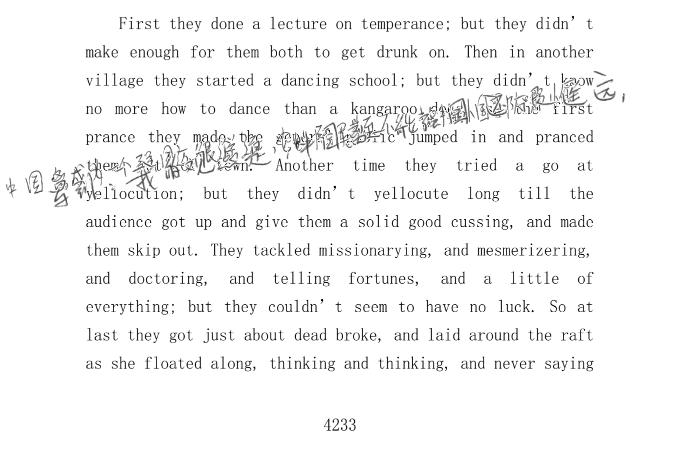 First they done a lecture on temperance; but they didn’t
make enough for them both to get drunk on. Then in another
village they started a dancing school; but they didn’t know
no more how to dance than a kangaroo first
prance they made the jumped in and pranced
them town. Another time they tried a go at
yellocution; but they didn’t yellocute long till the
audience got up and give them a solid good cussing, and made
them skip out. They tackled missionarying, and mesmerizing,
and doctoring, and telling fortunes, and a little of
everything; but they couldn’t seem to have no luck. So at
last they got just about dead broke, and laid around the raft
as she floated along, thinking and thinking, and never saying
中国
4233